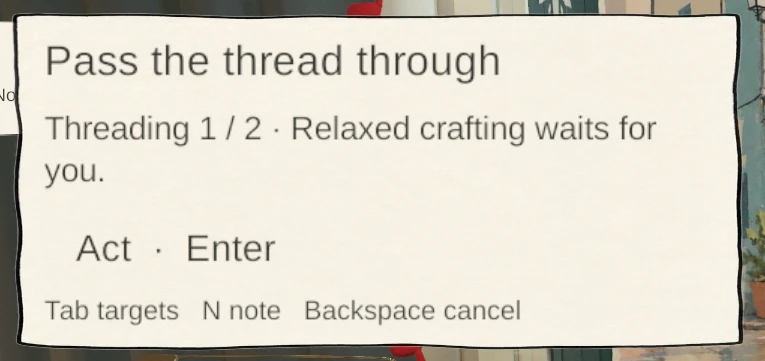 Pass the thread through
Threading 1 / 2 · Relaxed crafting waits for
you.
Act · Enter
Tab targets N note Backspace cancel